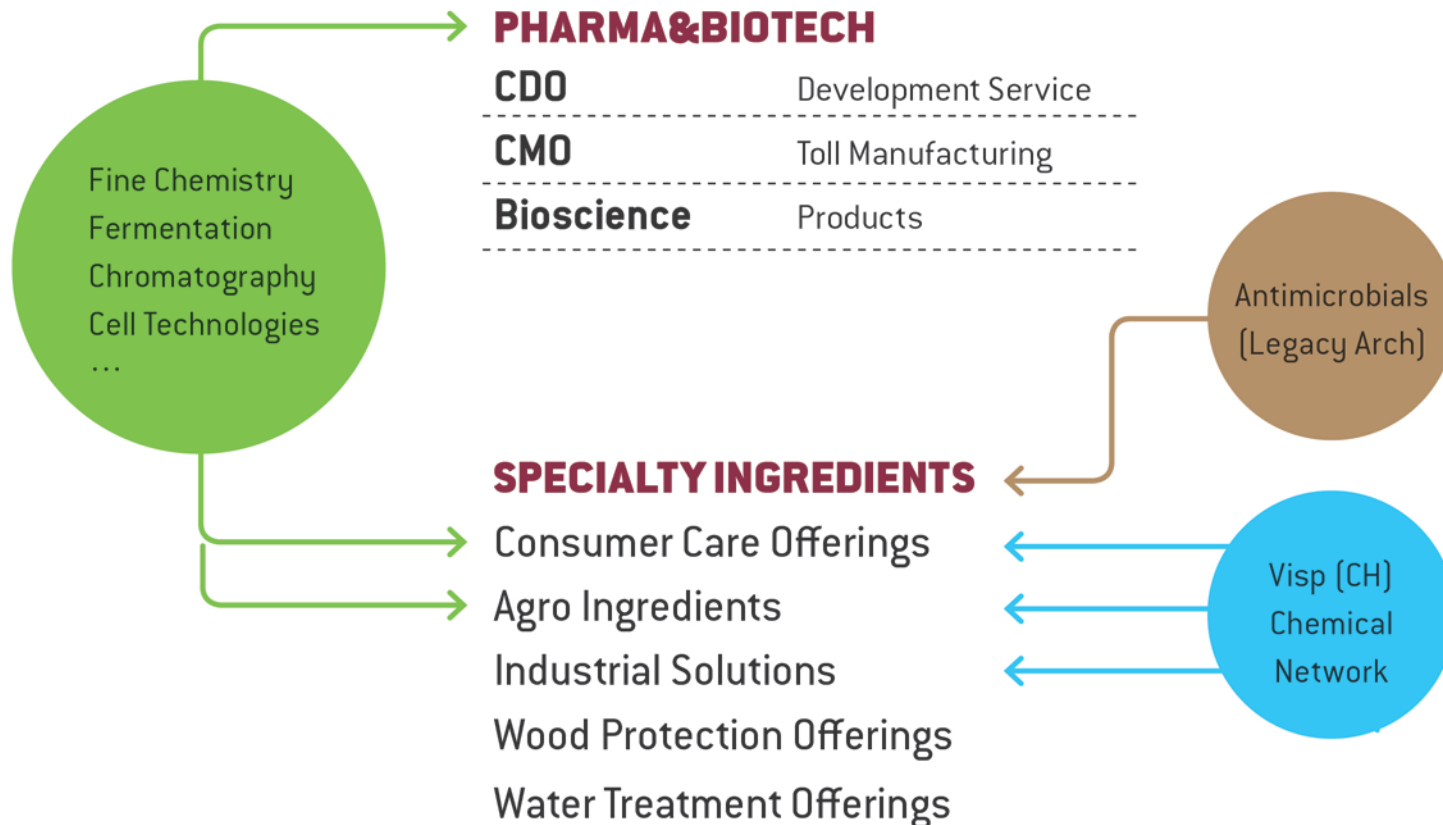 PHARMA&BIOTECH
CDO Development Service
CMO Toll Manufacturing
Bioscience Products
Fine Chemistry
Fermentation
Chromatography
Cell Technologies
...
Antimicrobials
(Legacy Arch)
SPECIALTY INGREDIENTS
Consumer Care Offerings
Agro Ingredients
Industrial Solutions
Wood Protection Offerings
Water Treatment Offerings
Visp (CH)
Chemical
Network